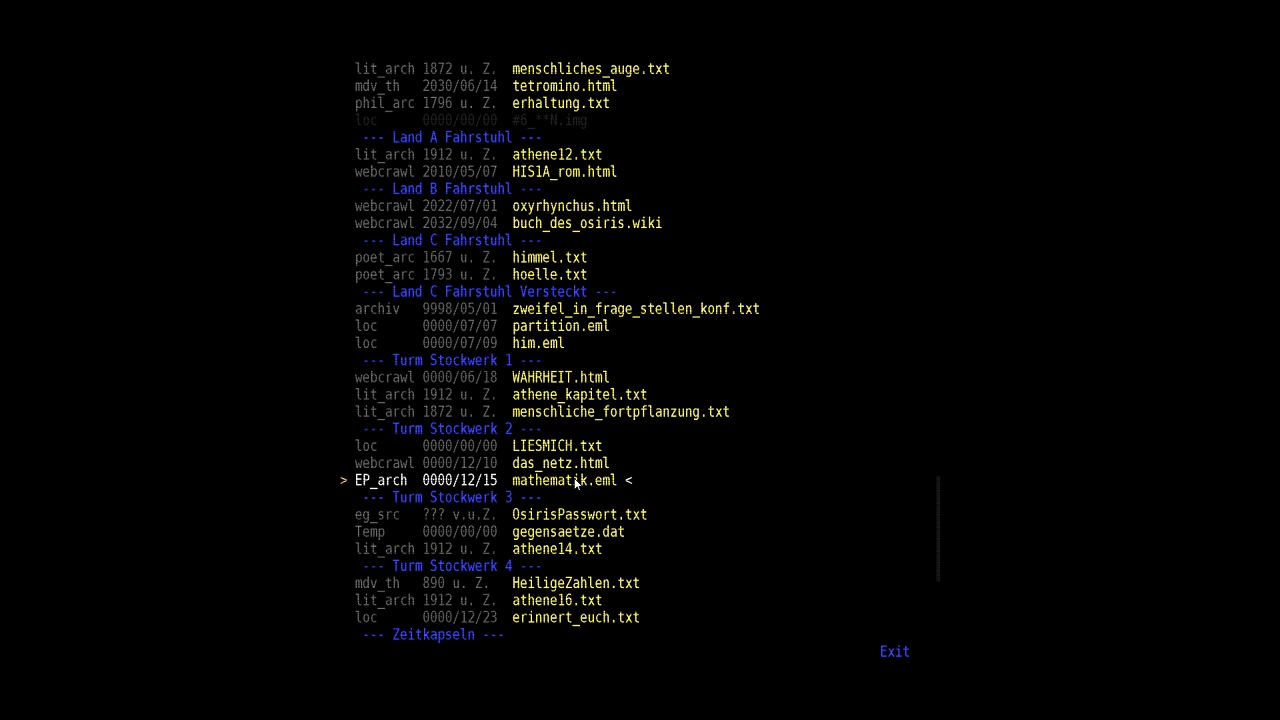 lit_arch 1872 u. Z. menschliches_auge.txt
mdv_th 2030/06/14 tetromino.html
phil_arc 1796 u. Z. erhaltung.txt
loc 0000/00/00 #6_**N.img
--- Land A Fahrstuhl ---
lit_arch 1912 u. Z. athene12.txt
webcrawl 2010/05/07 HIS1A_rom.html
--- Land B Fahrstuhl ---
webcrawl 2022/07/01 oxyrhynchus.html
webcrawl 2032/09/04 buch_des_osiris.wiki
--- Land C Fahrstuhl ---
poet_arc 1667 u. Z. himmel.txt
poet_arc 1793 u. Z. hoelle.txt
--- Land C Fahrstuhl Versteckt ---
archiv 9998/05/01 zweifel_in_frage_stellen_konf.txt
loc 0000/07/07 partition.eml
loc 0000/07/09 him.eml
--- Turm Stockwerk 1 ---
webcrawl 0000/06/18 WAHRHEIT.html
lit_arch 1912 u. Z. athene_kapitel.txt
lit_arch 1872 u. Z. menschliche_fortpflanzung.txt
--- Turm Stockwerk 2 ---
loc 0000/00/00 LIESMICH.txt
webcrawl 0000/12/10 das_netz.html
> EP_arch 0000/12/15 mathematik.eml <
--- Turm Stockwerk 3 ---
eg_src ??? v.u.Z. OsirisPasswort.txt
Temp 0000/00/00 gegensaetze.dat
lit_arch 1912 u. Z. athene14.txt
--- Turm Stockwerk 4 ---
mdv_th 890 u. Z. HeiligeZahlen.txt
lit_arch 1912 u. Z. athene16.txt
loc 0000/12/23 erinnert_euch.txt
--- Zeitkapseln ---
Exit